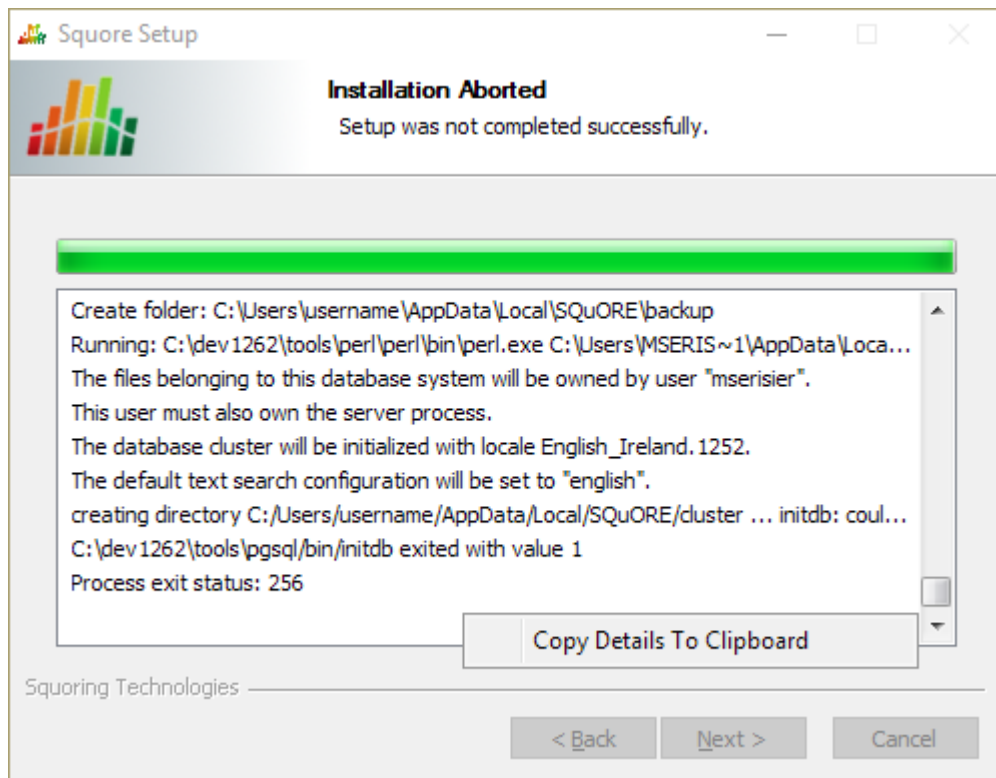 Squore Setup
Installation Aborted
Setup was not completed successfully.
Create folder: C:\Users\username\AppData\Local\SQuORE\backup
Running: C:\dev1262\tools\perl\perl\bin\perl.exe C:\Users\MSERIS~1\AppData\Loca...
The files belonging to this database system will be owned by user "mserisier".
This user must also own the server process.
The database cluster will be initialized with locale English_Ireland.1252.
The default text search configuration will be set to "english".
creating directory C:/Users/username/AppData/Local/SQuORE/cluster ... initdb: coul...
C:\dev1262\tools\pgsql/bin/initdb exited with value 1
Process exit status: 256
Copy Details To Clipboard
Squoring Technologies
< Back Next > Cancel